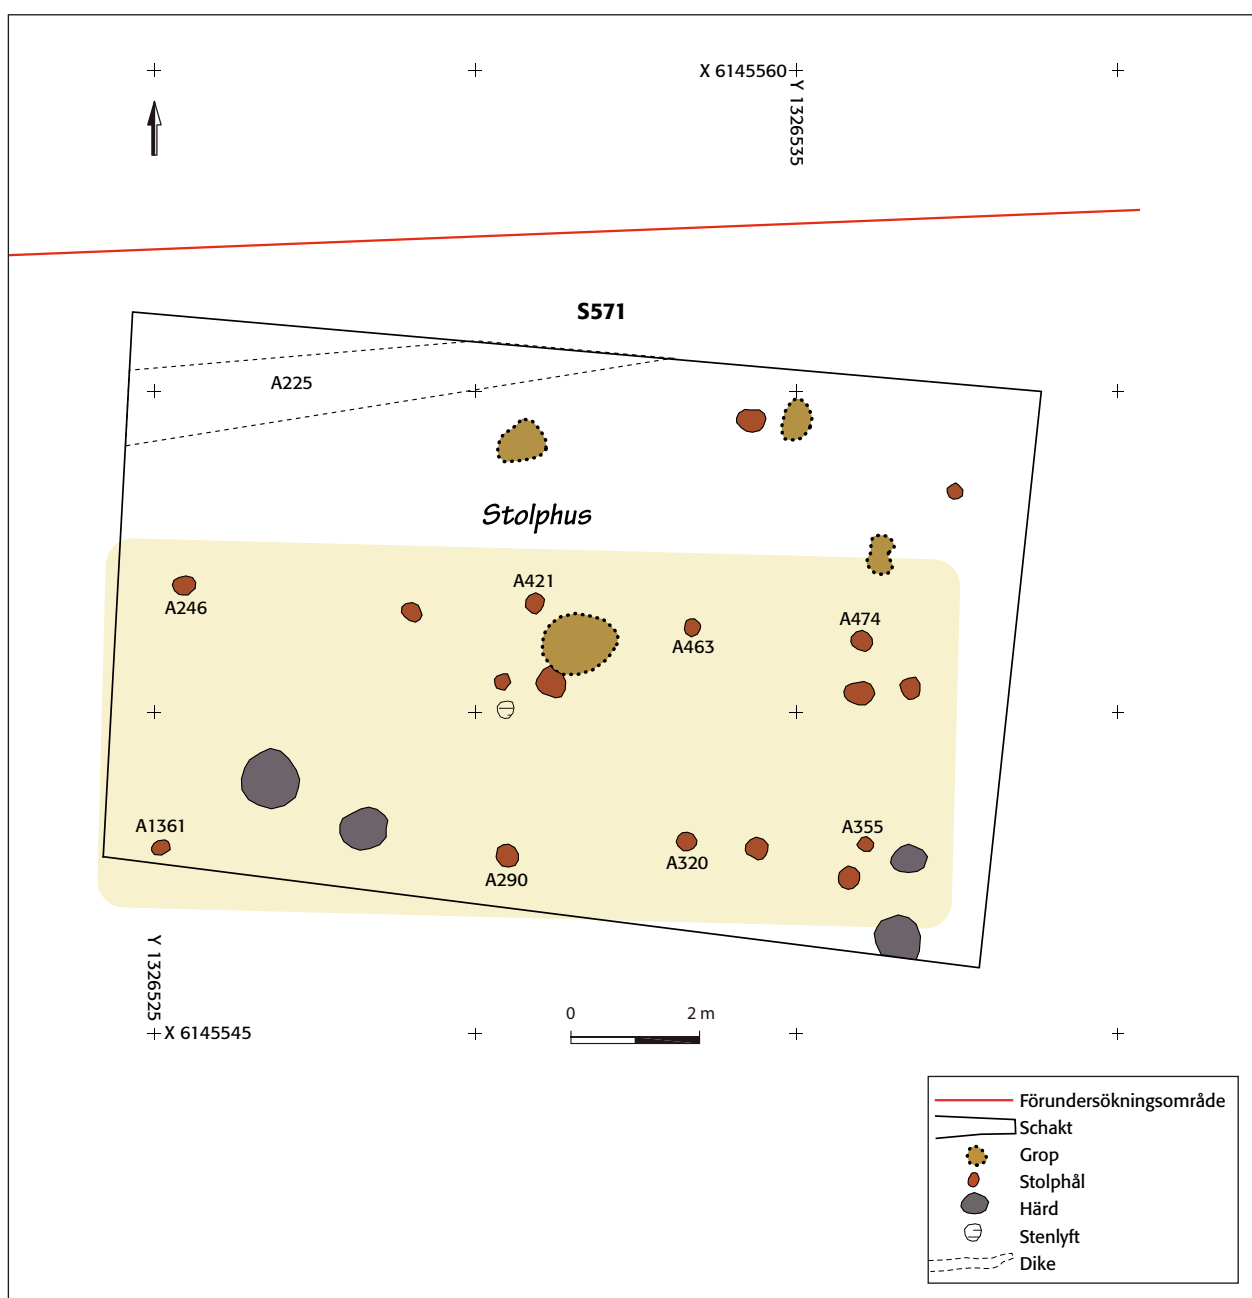 X 6145560
Y 1326535
S571
A225
Stolphus
A421
A246
A474
A463
A1361
A355
A320
A290
Y 1326525
X 6145545
0 2 m
Förundersökningsområde
Schakt
Grop
Stolphål
Härd
Stenlyft
Dike